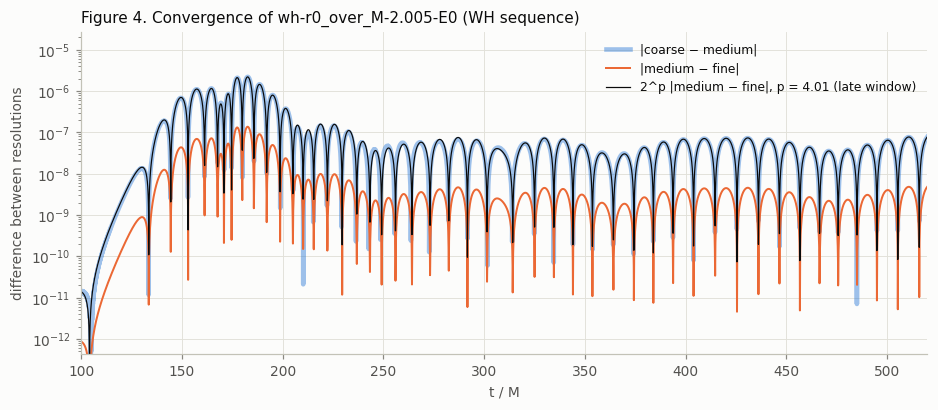 Figure 4. Convergence of wh-r0_over_M-2.005-E0 (WH sequence)
difference between resolutions
10⁻⁵
10⁻⁶
10⁻⁷
10⁻⁸
10⁻⁹
10⁻¹⁰
10⁻¹¹
10⁻¹²
|coarse − medium|
|medium − fine|
2^p |medium − fine|, p = 4.01 (late window)
100 150 200 250 300 350 400 450 500
t / M